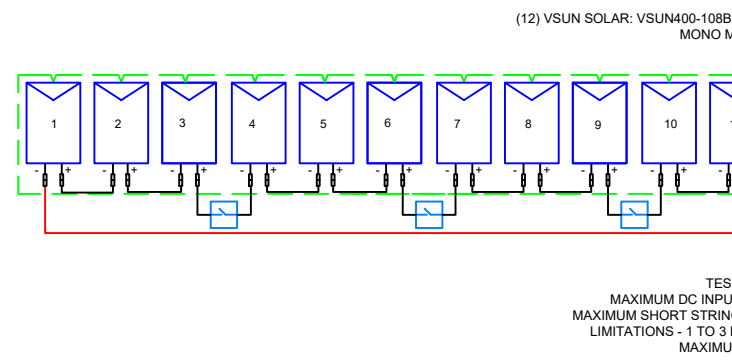 (12) VSUN SOLAR: VSUN400-108B
MONO
1 2 3 4 5 6 7 8 9 10
- + - + - + - + - + - + - + - + - + - + -
TES
MAXIMUM DC INPU
MAXIMUM SHORT STRING
LIMITATIONS - 1 TO 3
MAXIMU